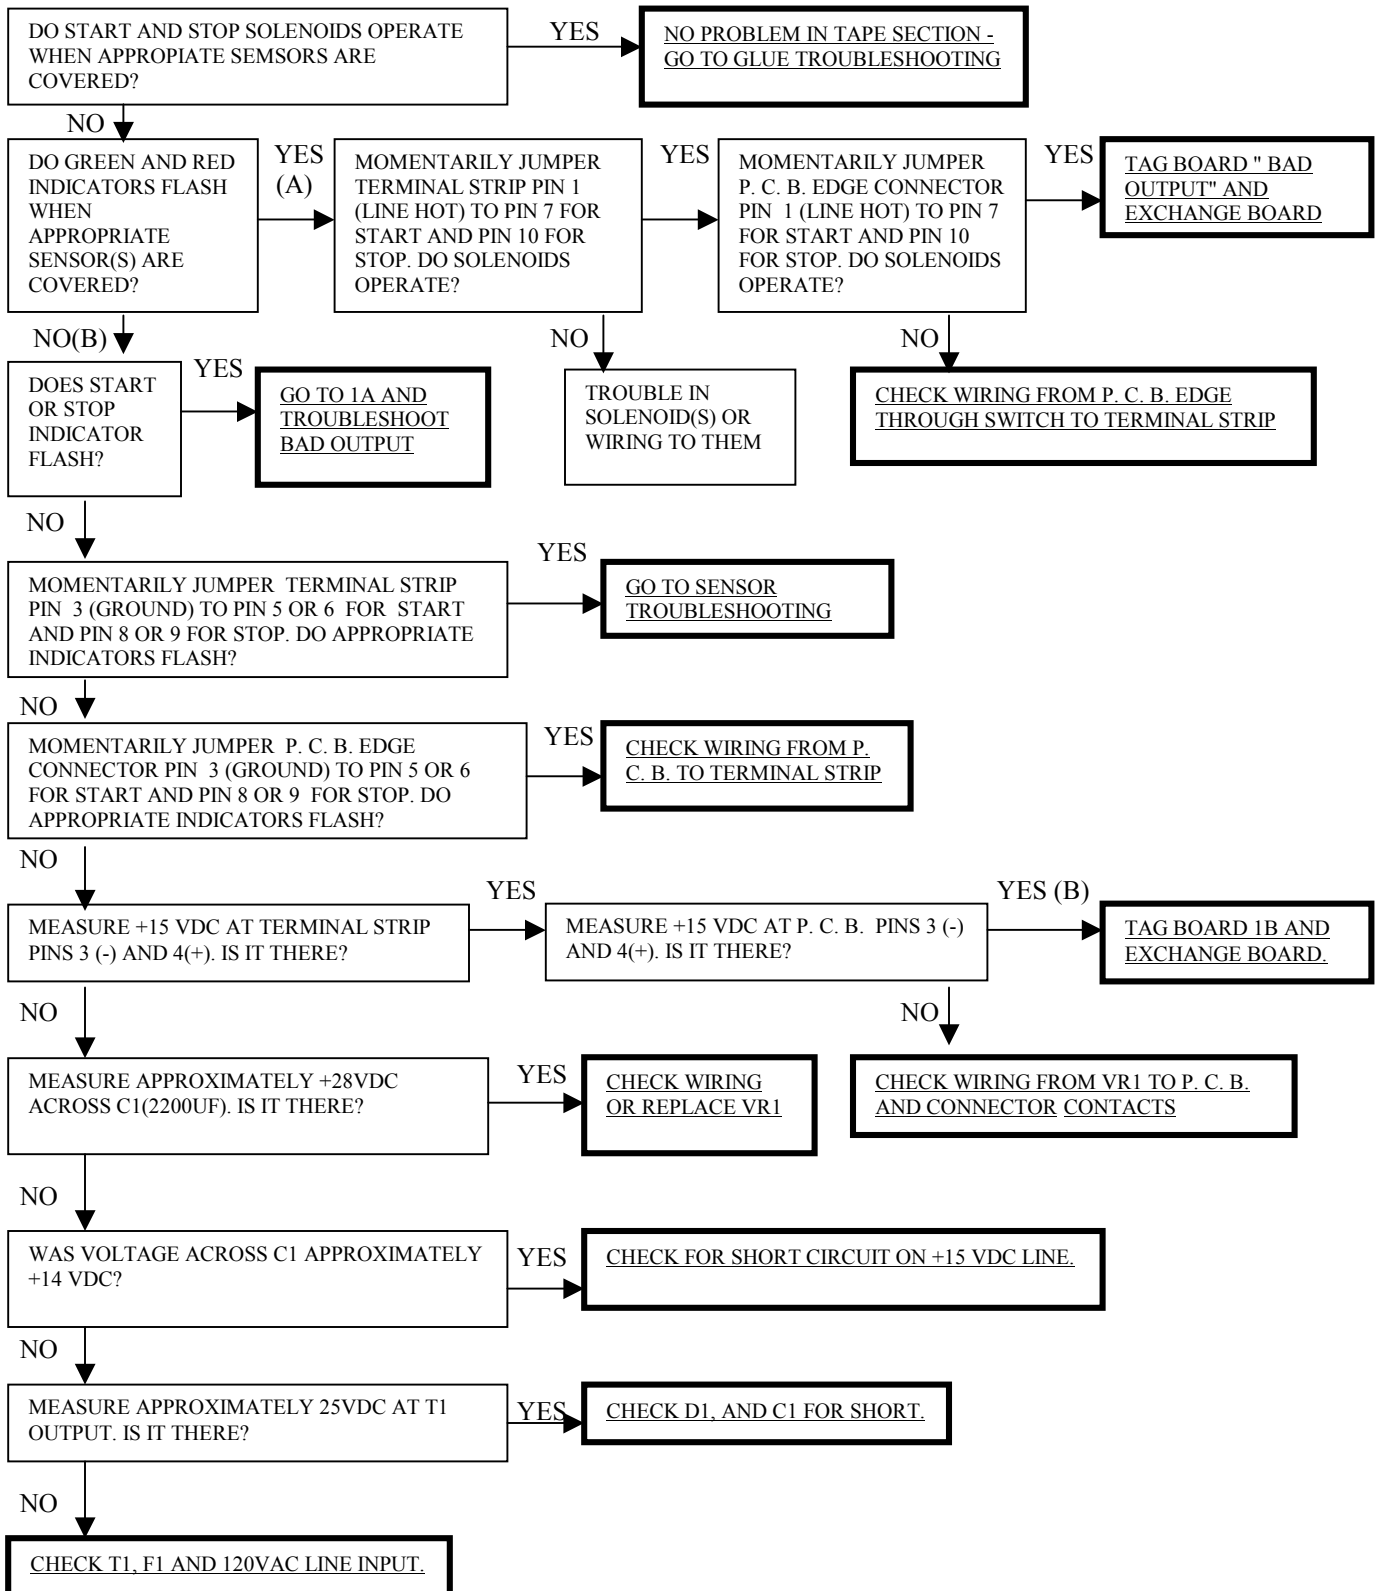 DO START AND STOP SOLENOIDS OPERATE
WHEN APPROPIATE SEMSORS ARE
COVERED?
YES
NO PROBLEM IN TAPE SECTION -
GO TO GLUE TROUBLESHOOTING
NO
DO GREEN AND RED
INDICATORS FLASH
WHEN
APPROPRIATE
SENSOR(S) ARE
COVERED?
YES
(A)
MOMENTARILY JUMPER
TERMINAL STRIP PIN 1
(LINE HOT) TO PIN 7 FOR
START AND PIN 10 FOR
STOP. DO SOLENOIDS
OPERATE?
YES
MOMENTARILY JUMPER
P. C. B. EDGE CONNECTOR
PIN 1 (LINE HOT) TO PIN 7
FOR START AND PIN 10
FOR STOP. DO SOLENOIDS
OPERATE?
YES
TAG BOARD " BAD
OUTPUT" AND
EXCHANGE BOARD
NO(B)
NO
NO
DOES START
OR STOP
INDICATOR
FLASH?
YES
GO TO 1A AND
TROUBLESHOOT
BAD OUTPUT
TROUBLE IN
SOLENOID(S) OR
WIRING TO THEM
CHECK WIRING FROM P. C. B. EDGE
THROUGH SWITCH TO TERMINAL STRIP
NO
MOMENTARILY JUMPER TERMINAL STRIP
PIN 3 (GROUND) TO PIN 5 OR 6 FOR START
AND PIN 8 OR 9 FOR STOP. DO APPROPRIATE
INDICATORS FLASH?
YES
GO TO SENSOR
TROUBLESHOOTING
NO
MOMENTARILY JUMPER P. C. B. EDGE
CONNECTOR PIN 3 (GROUND) TO PIN 5 OR 6
FOR START AND PIN 8 OR 9 FOR STOP. DO
APPROPRIATE INDICATORS FLASH?
YES
CHECK WIRING FROM P.
C. B. TO TERMINAL STRIP
NO
MEASURE +15 VDC AT TERMINAL STRIP
PINS 3 (-) AND 4(+). IS IT THERE?
YES
MEASURE +15 VDC AT P. C. B. PINS 3 (-)
AND 4(+). IS IT THERE?
YES (B)
TAG BOARD 1B AND
EXCHANGE BOARD.
NO
NO
MEASURE APPROXIMATELY +28VDC
ACROSS C1(2200UF). IS IT THERE?
YES
CHECK WIRING
OR REPLACE VR1
CHECK WIRING FROM VR1 TO P. C. B.
AND CONNECTOR CONTACTS
NO
WAS VOLTAGE ACROSS C1 APPROXIMATELY
+14 VDC?
YES
CHECK FOR SHORT CIRCUIT ON +15 VDC LINE.
NO
MEASURE APPROXIMATELY 25VDC AT T1
OUTPUT. IS IT THERE?
YES
CHECK D1, AND C1 FOR SHORT.
NO
CHECK T1, F1 AND 120VAC LINE INPUT.